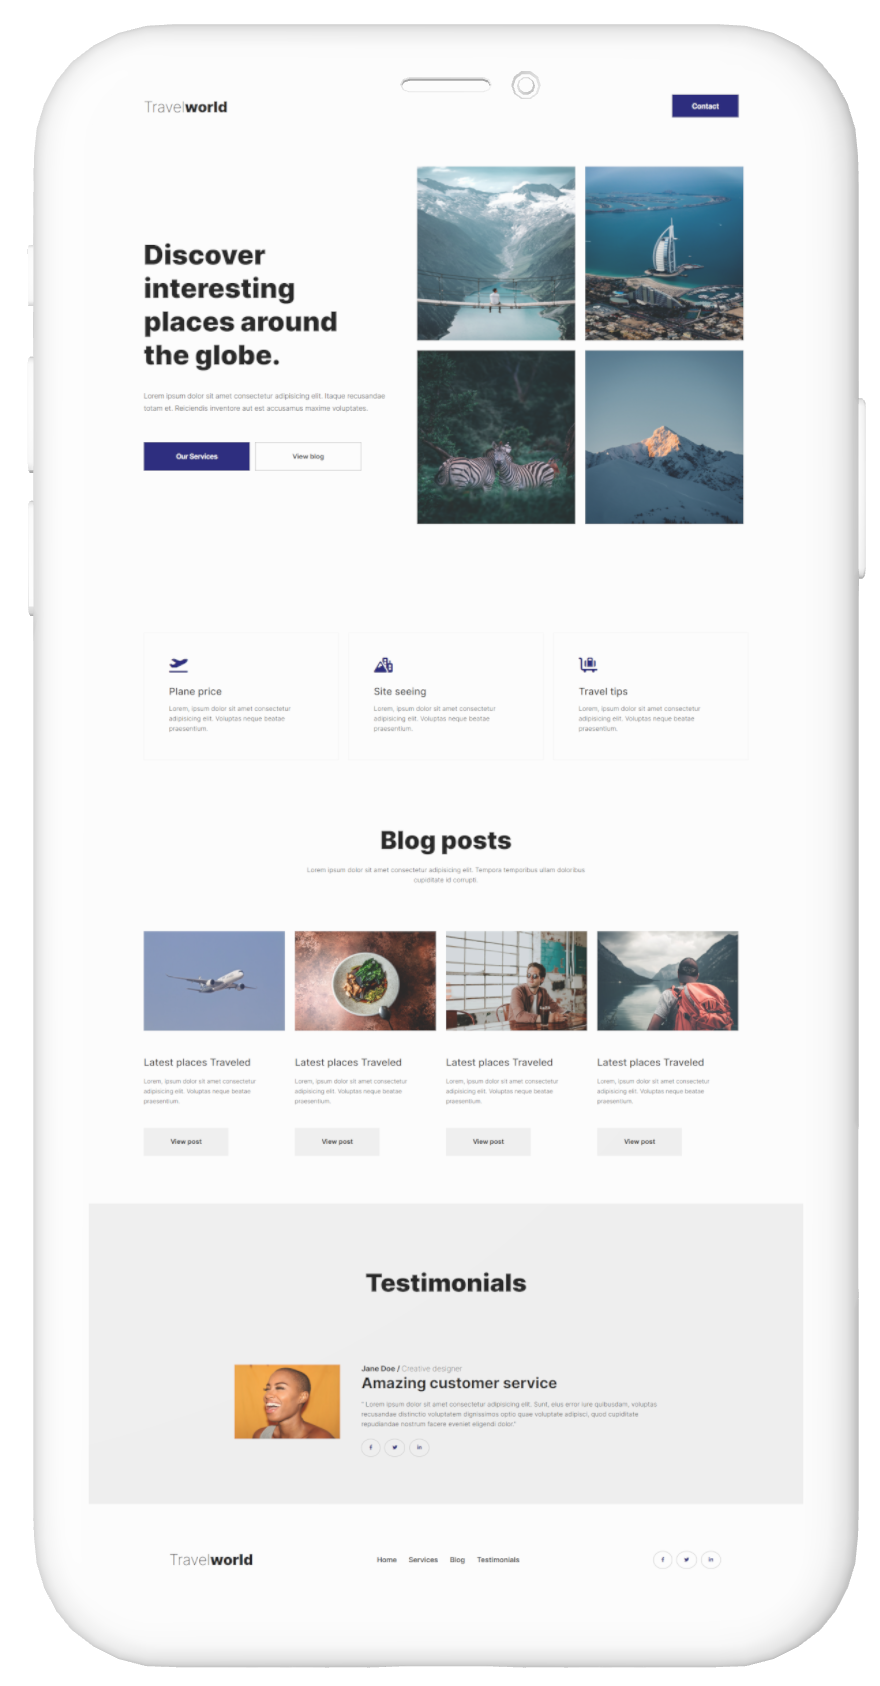 Travelworld
Contact
Discover
interesting
places around
the globe.
Lorem ipsum dolor sit amet consectetur adipisicing elit. Itaque recusandae
totam et. Reiciendis inventore aut est accusamus maxime voluptates.
Our Services
View blog
Plane price
Lorem, ipsum dolor sit amet consectetur
adipisicing elit. Voluptas neque beatae
praesentium.
Site seeing
Lorem, ipsum dolor sit amet consectetur
adipisicing elit. Voluptas neque beatae
praesentium.
Travel tips
Lorem, ipsum dolor sit amet consectetur
adipisicing elit. Voluptas neque beatae
praesentium.
Blog posts
Lorem ipsum dolor sit amet consectetur adipisicing elit. Tempora temporibus ullam doloribus
cupiditate id corrupti.
Latest places Traveled
Lorem, ipsum dolor sit amet consectetur
adipisicing elit. Voluptas neque beatae
praesentium.
View post
Latest places Traveled
Lorem, ipsum dolor sit amet consectetur
adipisicing elit. Voluptas neque beatae
praesentium.
View post
Latest places Traveled
Lorem, ipsum dolor sit amet consectetur
adipisicing elit. Voluptas neque beatae
praesentium.
View post
Latest places Traveled
Lorem, ipsum dolor sit amet consectetur
adipisicing elit. Voluptas neque beatae
praesentium.
View post
Testimonials
Jane Doe / Creative designer
Amazing customer service
"Lorem ipsum dolor sit amet consectetur adipisicing elit. Sunt, eius error iure quibusdam, voluptas
recusandae distinctio voluptatem dignissimos optio quae voluptate adipisci, quod cupiditate
repudiandae nostrum facere eveniet eligendi dolor."
Travelworld
Home Services Blog Testimonials